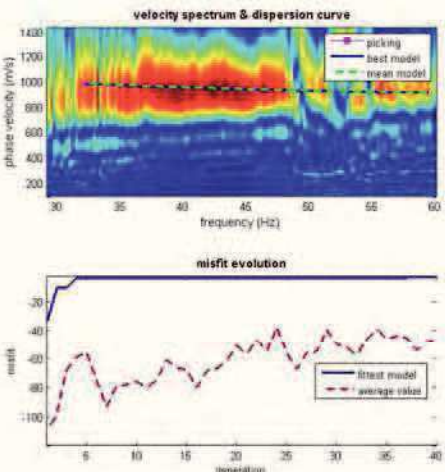 velocity spectrum & dispersion curve
1400
1200
1000
800
600
400
200
phase velocity (m/s)
picking
best model
mean model
30 35 40 45 50 55 60
frequency (Hz)
misfit evolution
-20
-40
-60
-80
-100
misfit
fittest model
average value
5 10 15 20 25 30 35 40
generation